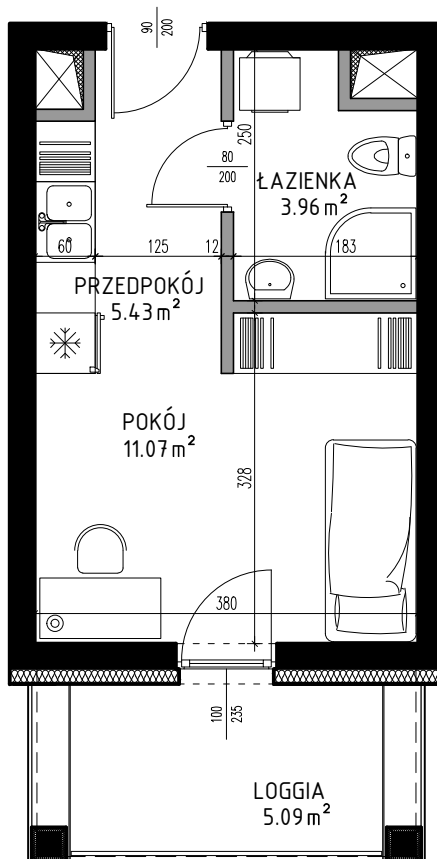 90
200
250
80
200
ŁAZIENKA
3.96 m²
60
125
12
183
PRZEDPOKÓJ
5.43 m²
POKÓJ
11.07 m²
328
380
100
235
LOGGIA
5.09 m²